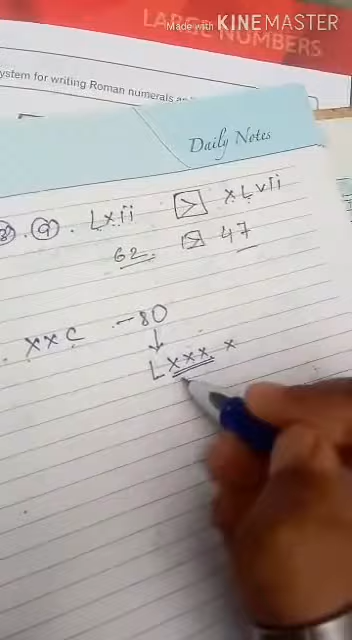 Made with KINEMASTER
LARGE NUMBERS
ystem for writing Roman numerals a
Daily Notes
a. Lxii > xLvii
62 > 47
xxc - 80
↓
Lxxx x